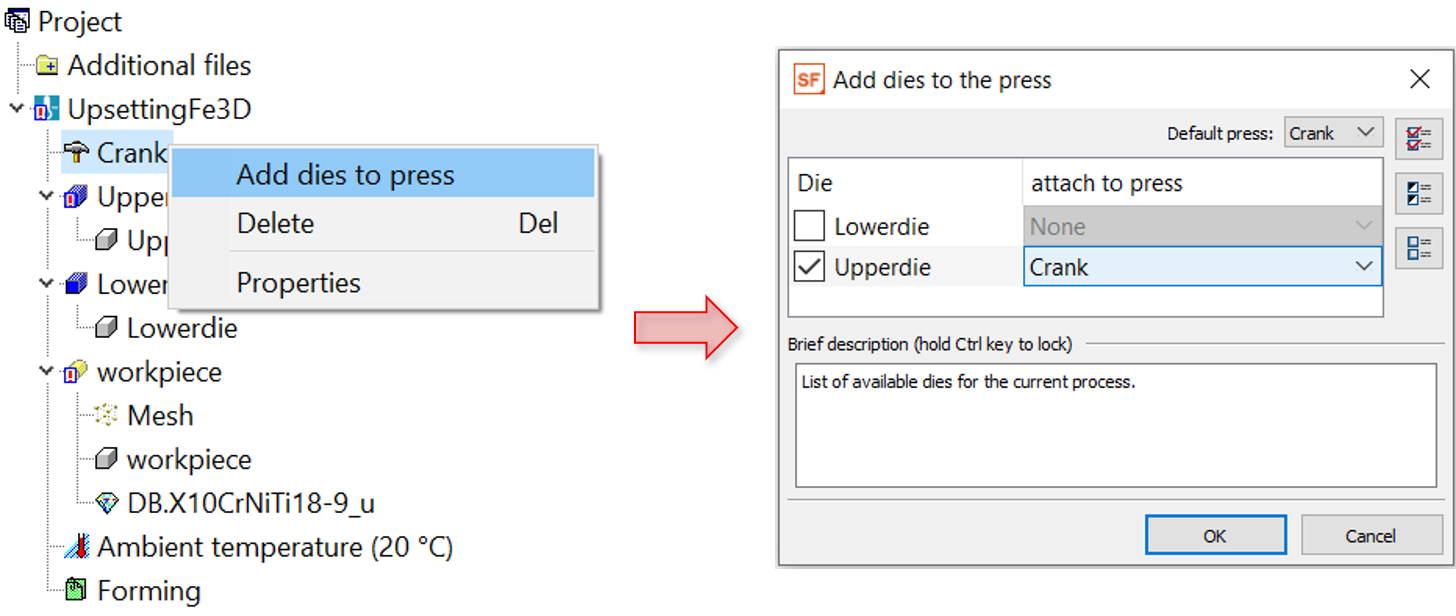 Project
Additional files
UpsettingFe3D
Crank
Upper
Upp
Lower
Lowerdie
workpiece
Mesh
workpiece
DB.X10CrNiTi18-9_u
Ambient temperature (20 °C)
Forming
Add dies to press
Delete Del
Properties
SF Add dies to the press
Default press: Crank
Die attach to press
Lowerdie None
Upperdie Crank
Brief description (hold Ctrl key to lock)
List of available dies for the current process.
OK Cancel